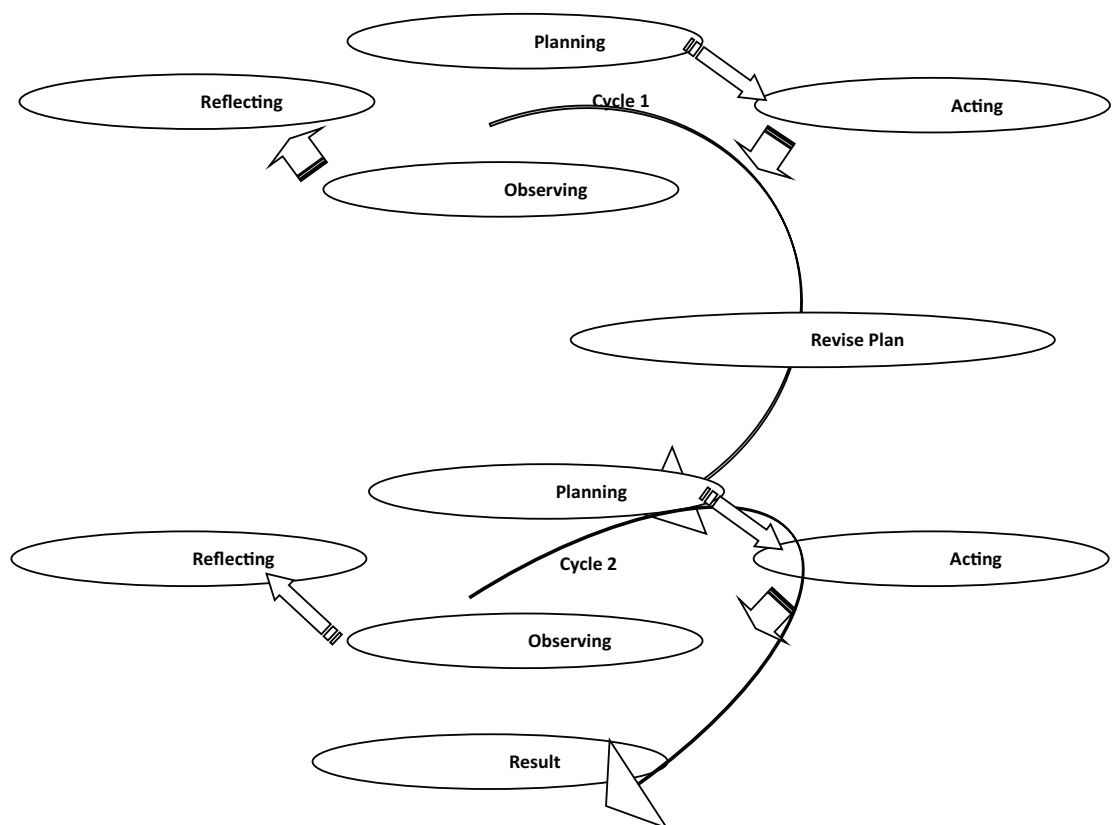 Planning
Reflecting
Cycle 1
Acting
Observing
Revise Plan
Planning
Reflecting
Cycle 2
Acting
Observing
Result